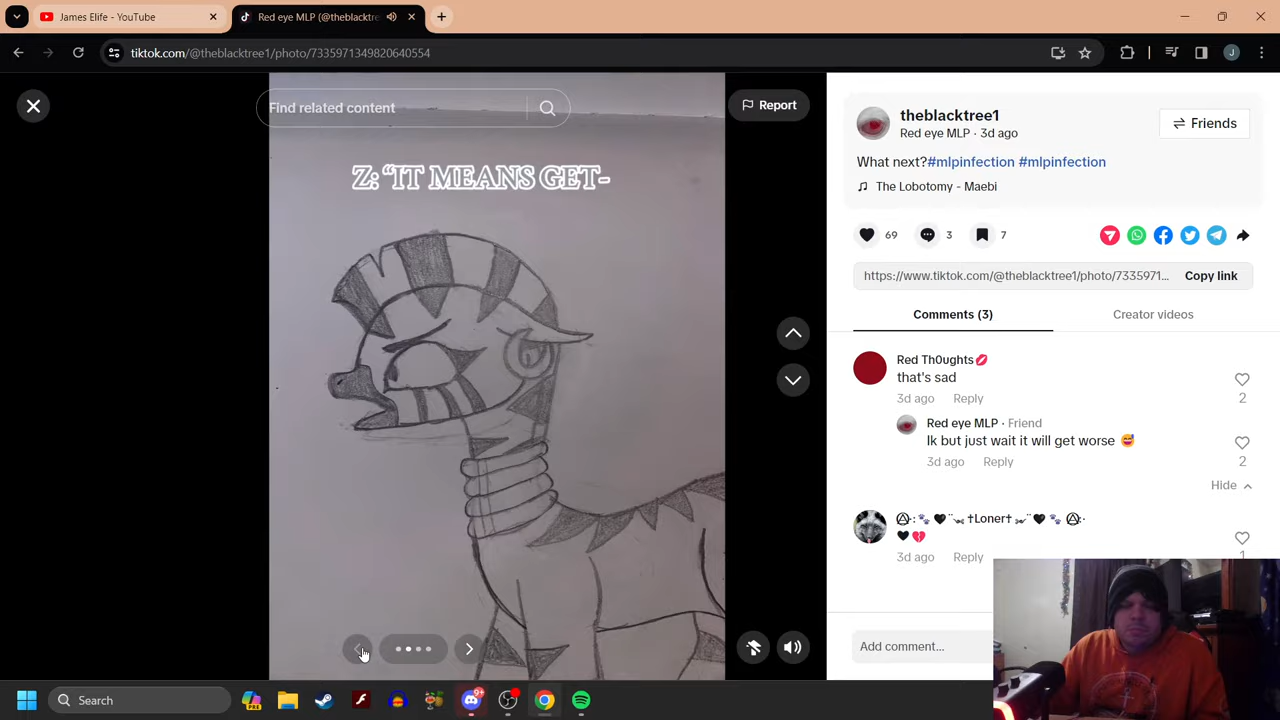 James Elife - YouTube
Red eye MLP (@theblacktre
tiktok.com/@theblacktree1/photo/7335971349820640554
J
Find related content
Report
Z: “IT MEANS GET-
theblacktree1
Red eye MLP · 3d ago
Friends
What next?#mlpinfection #mlpinfection
The Lobotomy - Maebi
69
3
7
https://www.tiktok.com/@theblacktree1/photo/7335971...
Copy link
Comments (3)
Creator videos
Red Th0ughts
that's sad
3d ago Reply
2
Red eye MLP · Friend
Ik but just wait it will get worse
3d ago Reply
2
Hide
†Loner†
3d ago Reply
1
Add comment...
Search
9+